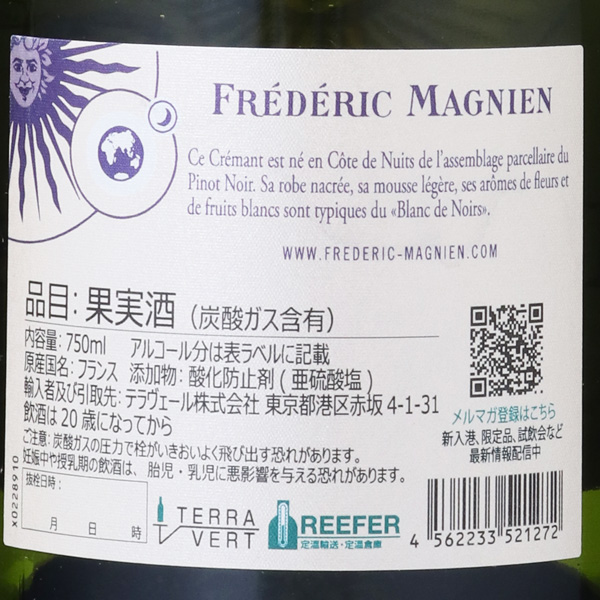 FRÉDÉRIC MAGNIEN
Ce Crémant est né en Côte de Nuits de l'assemblage parcellaire du
Pinot Noir. Sa robe nacrée, sa mousse légère, ses arômes de fleurs et
de fruits blancs sont typiques du «Blanc de Noirs».
WWW.FREDERIC-MAGNIEN.COM
品目：果実酒（炭酸ガス含有）
内容量：750ml　アルコール分は表ラベルに記載
原産国名：フランス　添加物：酸化防止剤（亜硫酸塩）
輸入者及び引取先：テラヴェール株式会社 東京都港区赤坂 4-1-31
飲酒は20歳になってから
ご注意：炭酸ガスの圧力で栓がいきおいよく飛び出す恐れがあります。
妊娠中や授乳期の飲酒は、胎児・乳児に悪影響を与える恐れがあります。
抜栓日時：
月　日　時
X0228910
TERRA
VERT
REEFER
定温輸送・定温倉庫
メルマガ登録はこちら
新入港、限定品、試飲会など
最新情報配信中
4 562233 521272